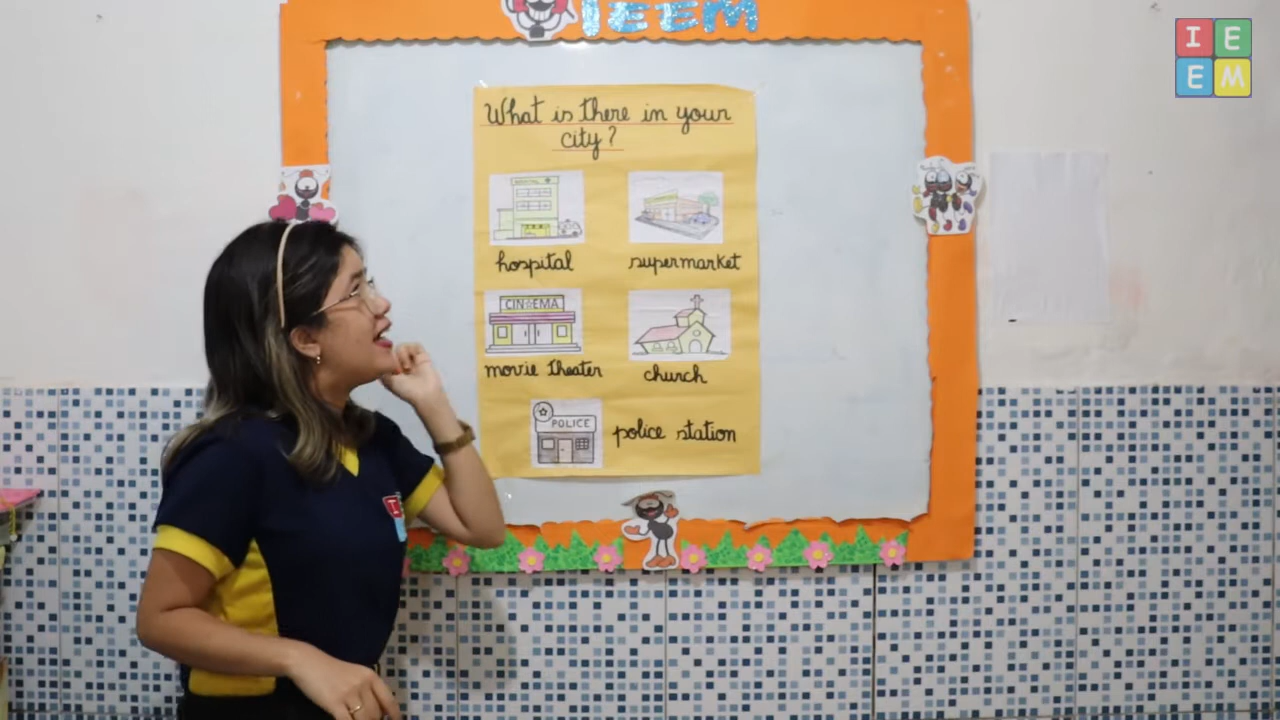 IEEM
I E
E M
What is there in your
city?
hospital
supermarket
CINEMA
movie theater
church
POLICE
police station